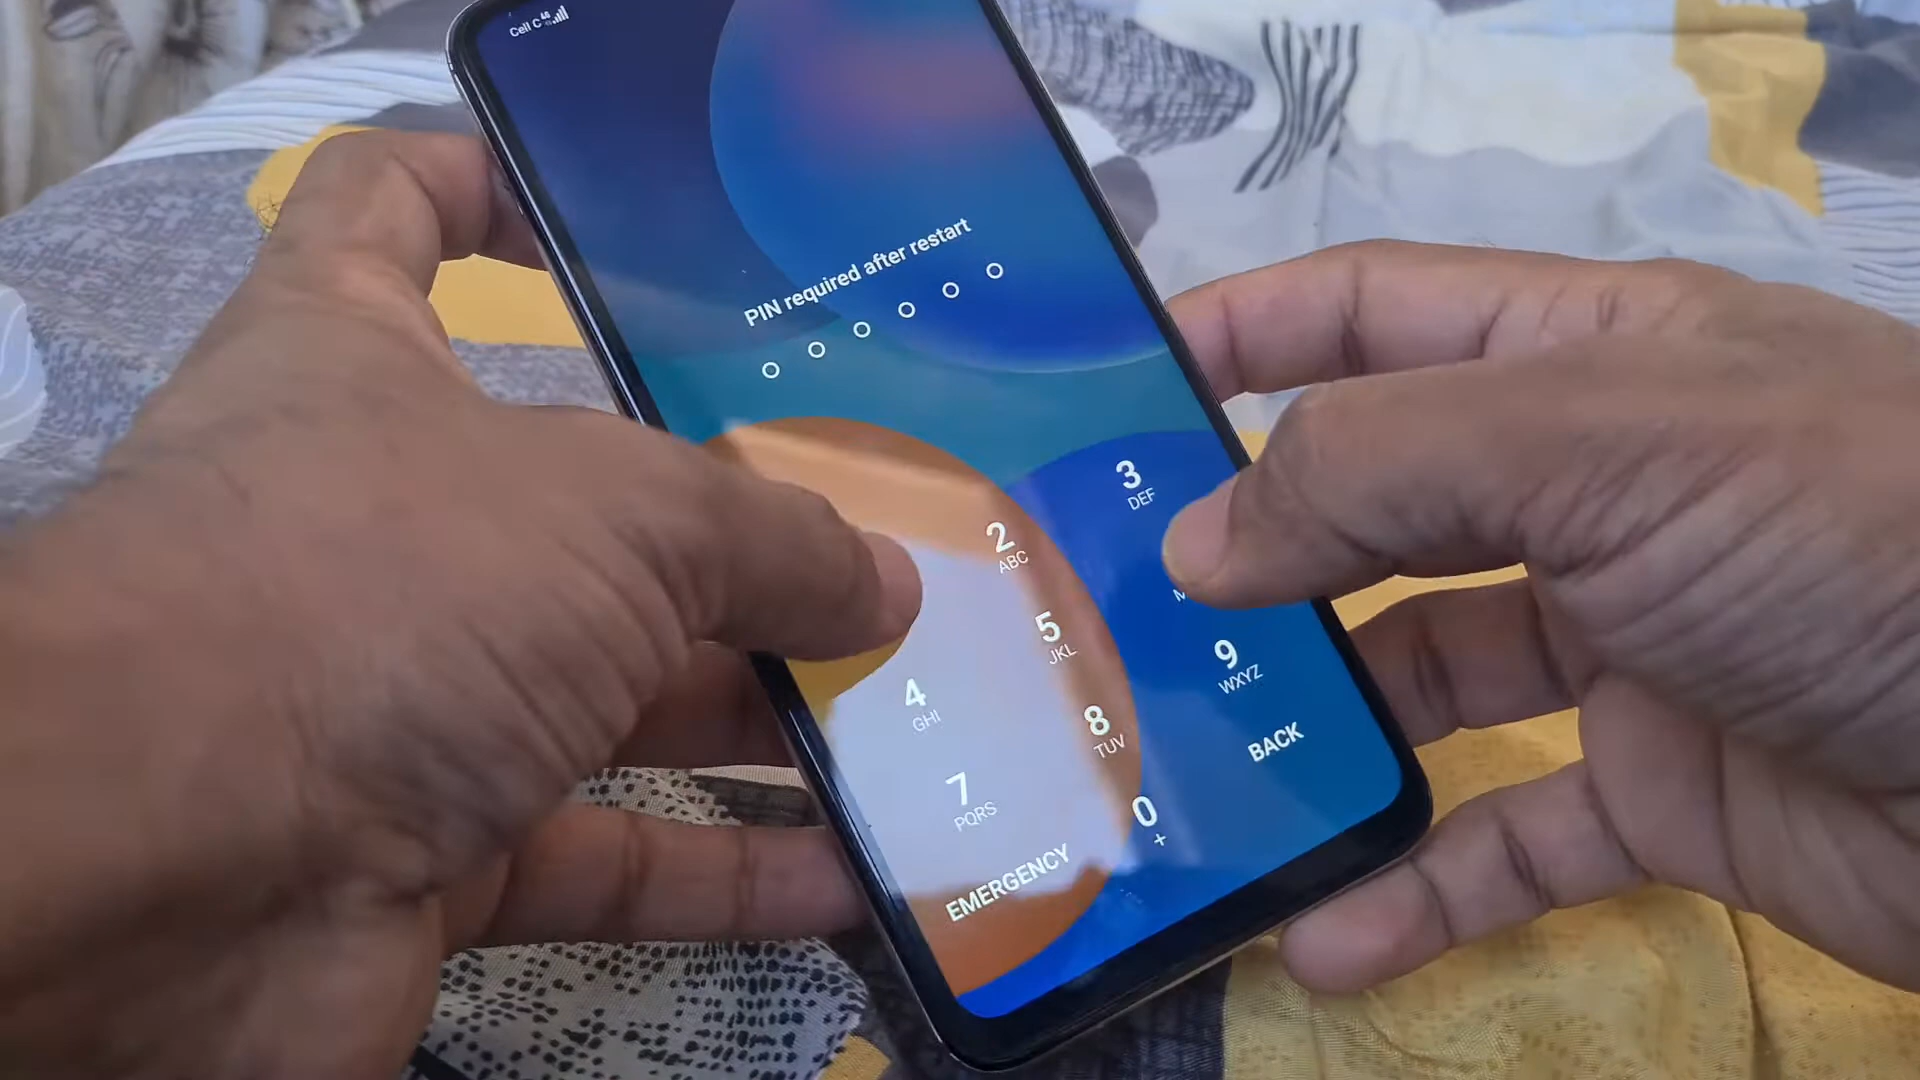 Cell C 4G
PIN required after restart
2
ABC
3
DEF
4
GHI
5
JKL
M
7
PQRS
8
TUV
9
WXYZ
EMERGENCY
0
+
BACK